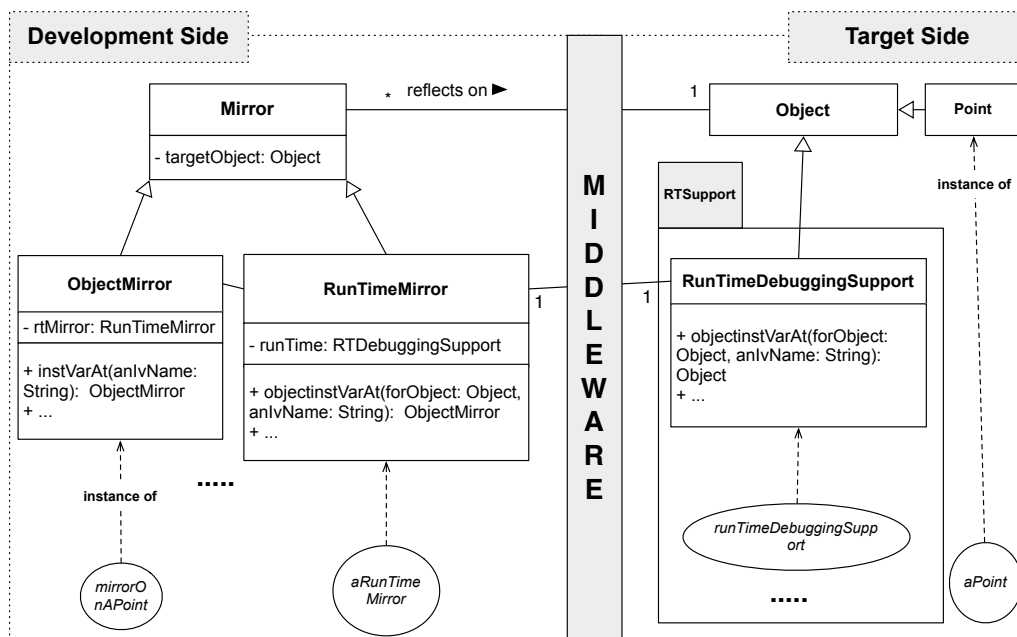 Development Side
Target Side
Mirror
- targetObject: Object
*
reflects on ►
1
Object
Point
instance of
RTSupport
MIDDLEWARE
ObjectMirror
- rtMirror: RunTimeMirror
+ instVarAt(anIvName:
String):  ObjectMirror
+ ...
RunTimeMirror
- runTime: RTDebuggingSupport
+ objectinstVarAt(forObject: Object,
anIvName: String):  ObjectMirror
+ ...
1
1
RunTimeDebuggingSupport
+ objectinstVarAt(forObject:
Object, anIvName: String):
Object
+ ...
instance of
.....
mirrorO
nAPoint
aRunTime
Mirror
runTimeDebuggingSupp
ort
.....
aPoint